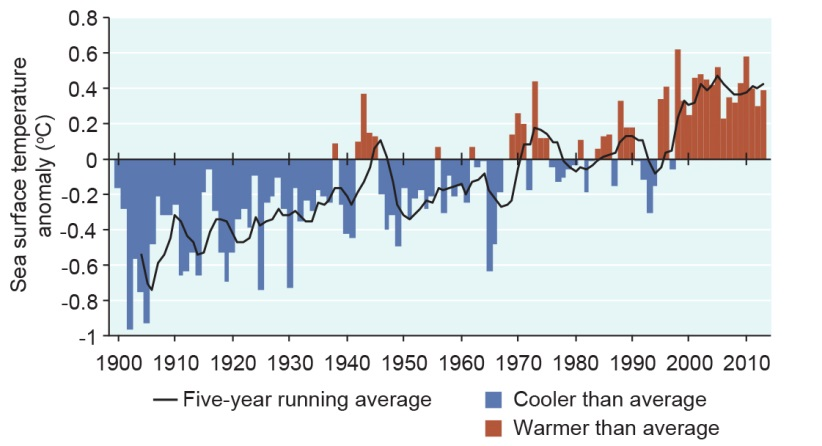 Sea surface temperature
anomaly (°C)
0.8
0.6
0.4
0.2
0
-0.2
-0.4
-0.6
-0.8
-1
1900 1910 1920 1930 1940 1950 1960 1970 1980 1990 2000 2010
Five-year running average
Cooler than average
Warmer than average